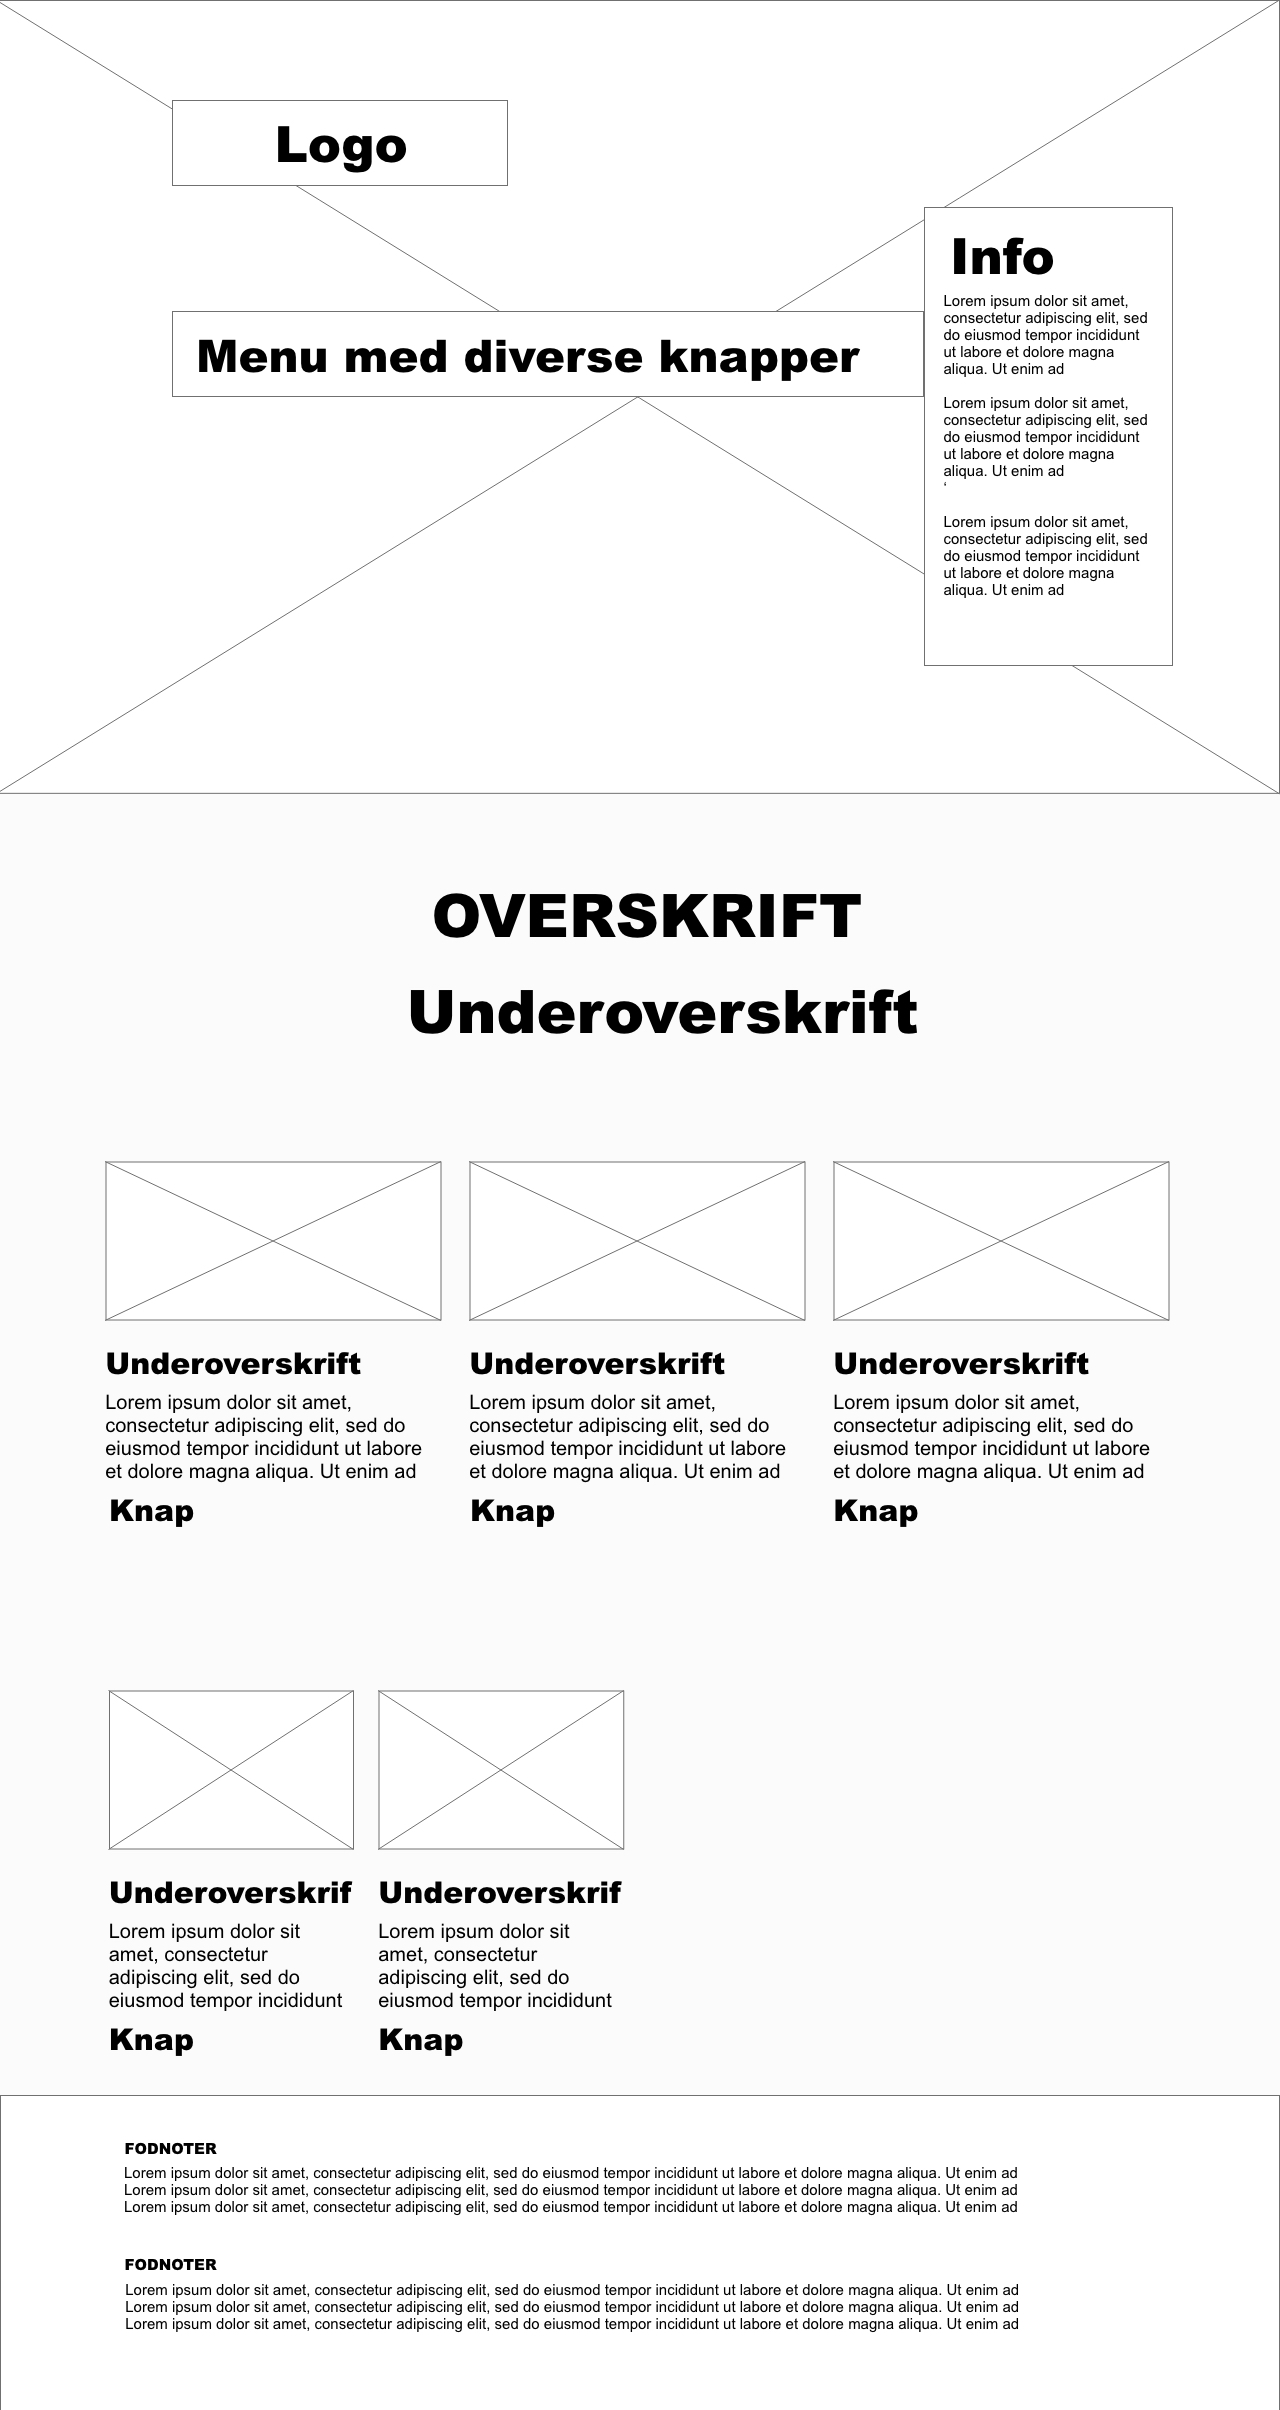 Logo
Menu med diverse knapper
Info
Lorem ipsum dolor sit amet,
consectetur adipiscing elit, sed
do eiusmod tempor incididunt
ut labore et dolore magna
aliqua. Ut enim ad
Lorem ipsum dolor sit amet,
consectetur adipiscing elit, sed
do eiusmod tempor incididunt
ut labore et dolore magna
aliqua. Ut enim ad
‘
Lorem ipsum dolor sit amet,
consectetur adipiscing elit, sed
do eiusmod tempor incididunt
ut labore et dolore magna
aliqua. Ut enim ad
OVERSKRIFT
Underoverskrift
Underoverskrift
Lorem ipsum dolor sit amet,
consectetur adipiscing elit, sed do
eiusmod tempor incididunt ut labore
et dolore magna aliqua. Ut enim ad
Knap
Underoverskrift
Lorem ipsum dolor sit amet,
consectetur adipiscing elit, sed do
eiusmod tempor incididunt ut labore
et dolore magna aliqua. Ut enim ad
Knap
Underoverskrift
Lorem ipsum dolor sit amet,
consectetur adipiscing elit, sed do
eiusmod tempor incididunt ut labore
et dolore magna aliqua. Ut enim ad
Knap
Underoverskrif
Lorem ipsum dolor sit
amet, consectetur
adipiscing elit, sed do
eiusmod tempor incididunt
Knap
Underoverskrif
Lorem ipsum dolor sit
amet, consectetur
adipiscing elit, sed do
eiusmod tempor incididunt
Knap
FODNOTER
Lorem ipsum dolor sit amet, consectetur adipiscing elit, sed do eiusmod tempor incididunt ut labore et dolore magna aliqua. Ut enim ad
Lorem ipsum dolor sit amet, consectetur adipiscing elit, sed do eiusmod tempor incididunt ut labore et dolore magna aliqua. Ut enim ad
Lorem ipsum dolor sit amet, consectetur adipiscing elit, sed do eiusmod tempor incididunt ut labore et dolore magna aliqua. Ut enim ad
FODNOTER
Lorem ipsum dolor sit amet, consectetur adipiscing elit, sed do eiusmod tempor incididunt ut labore et dolore magna aliqua. Ut enim ad
Lorem ipsum dolor sit amet, consectetur adipiscing elit, sed do eiusmod tempor incididunt ut labore et dolore magna aliqua. Ut enim ad
Lorem ipsum dolor sit amet, consectetur adipiscing elit, sed do eiusmod tempor incididunt ut labore et dolore magna aliqua. Ut enim ad